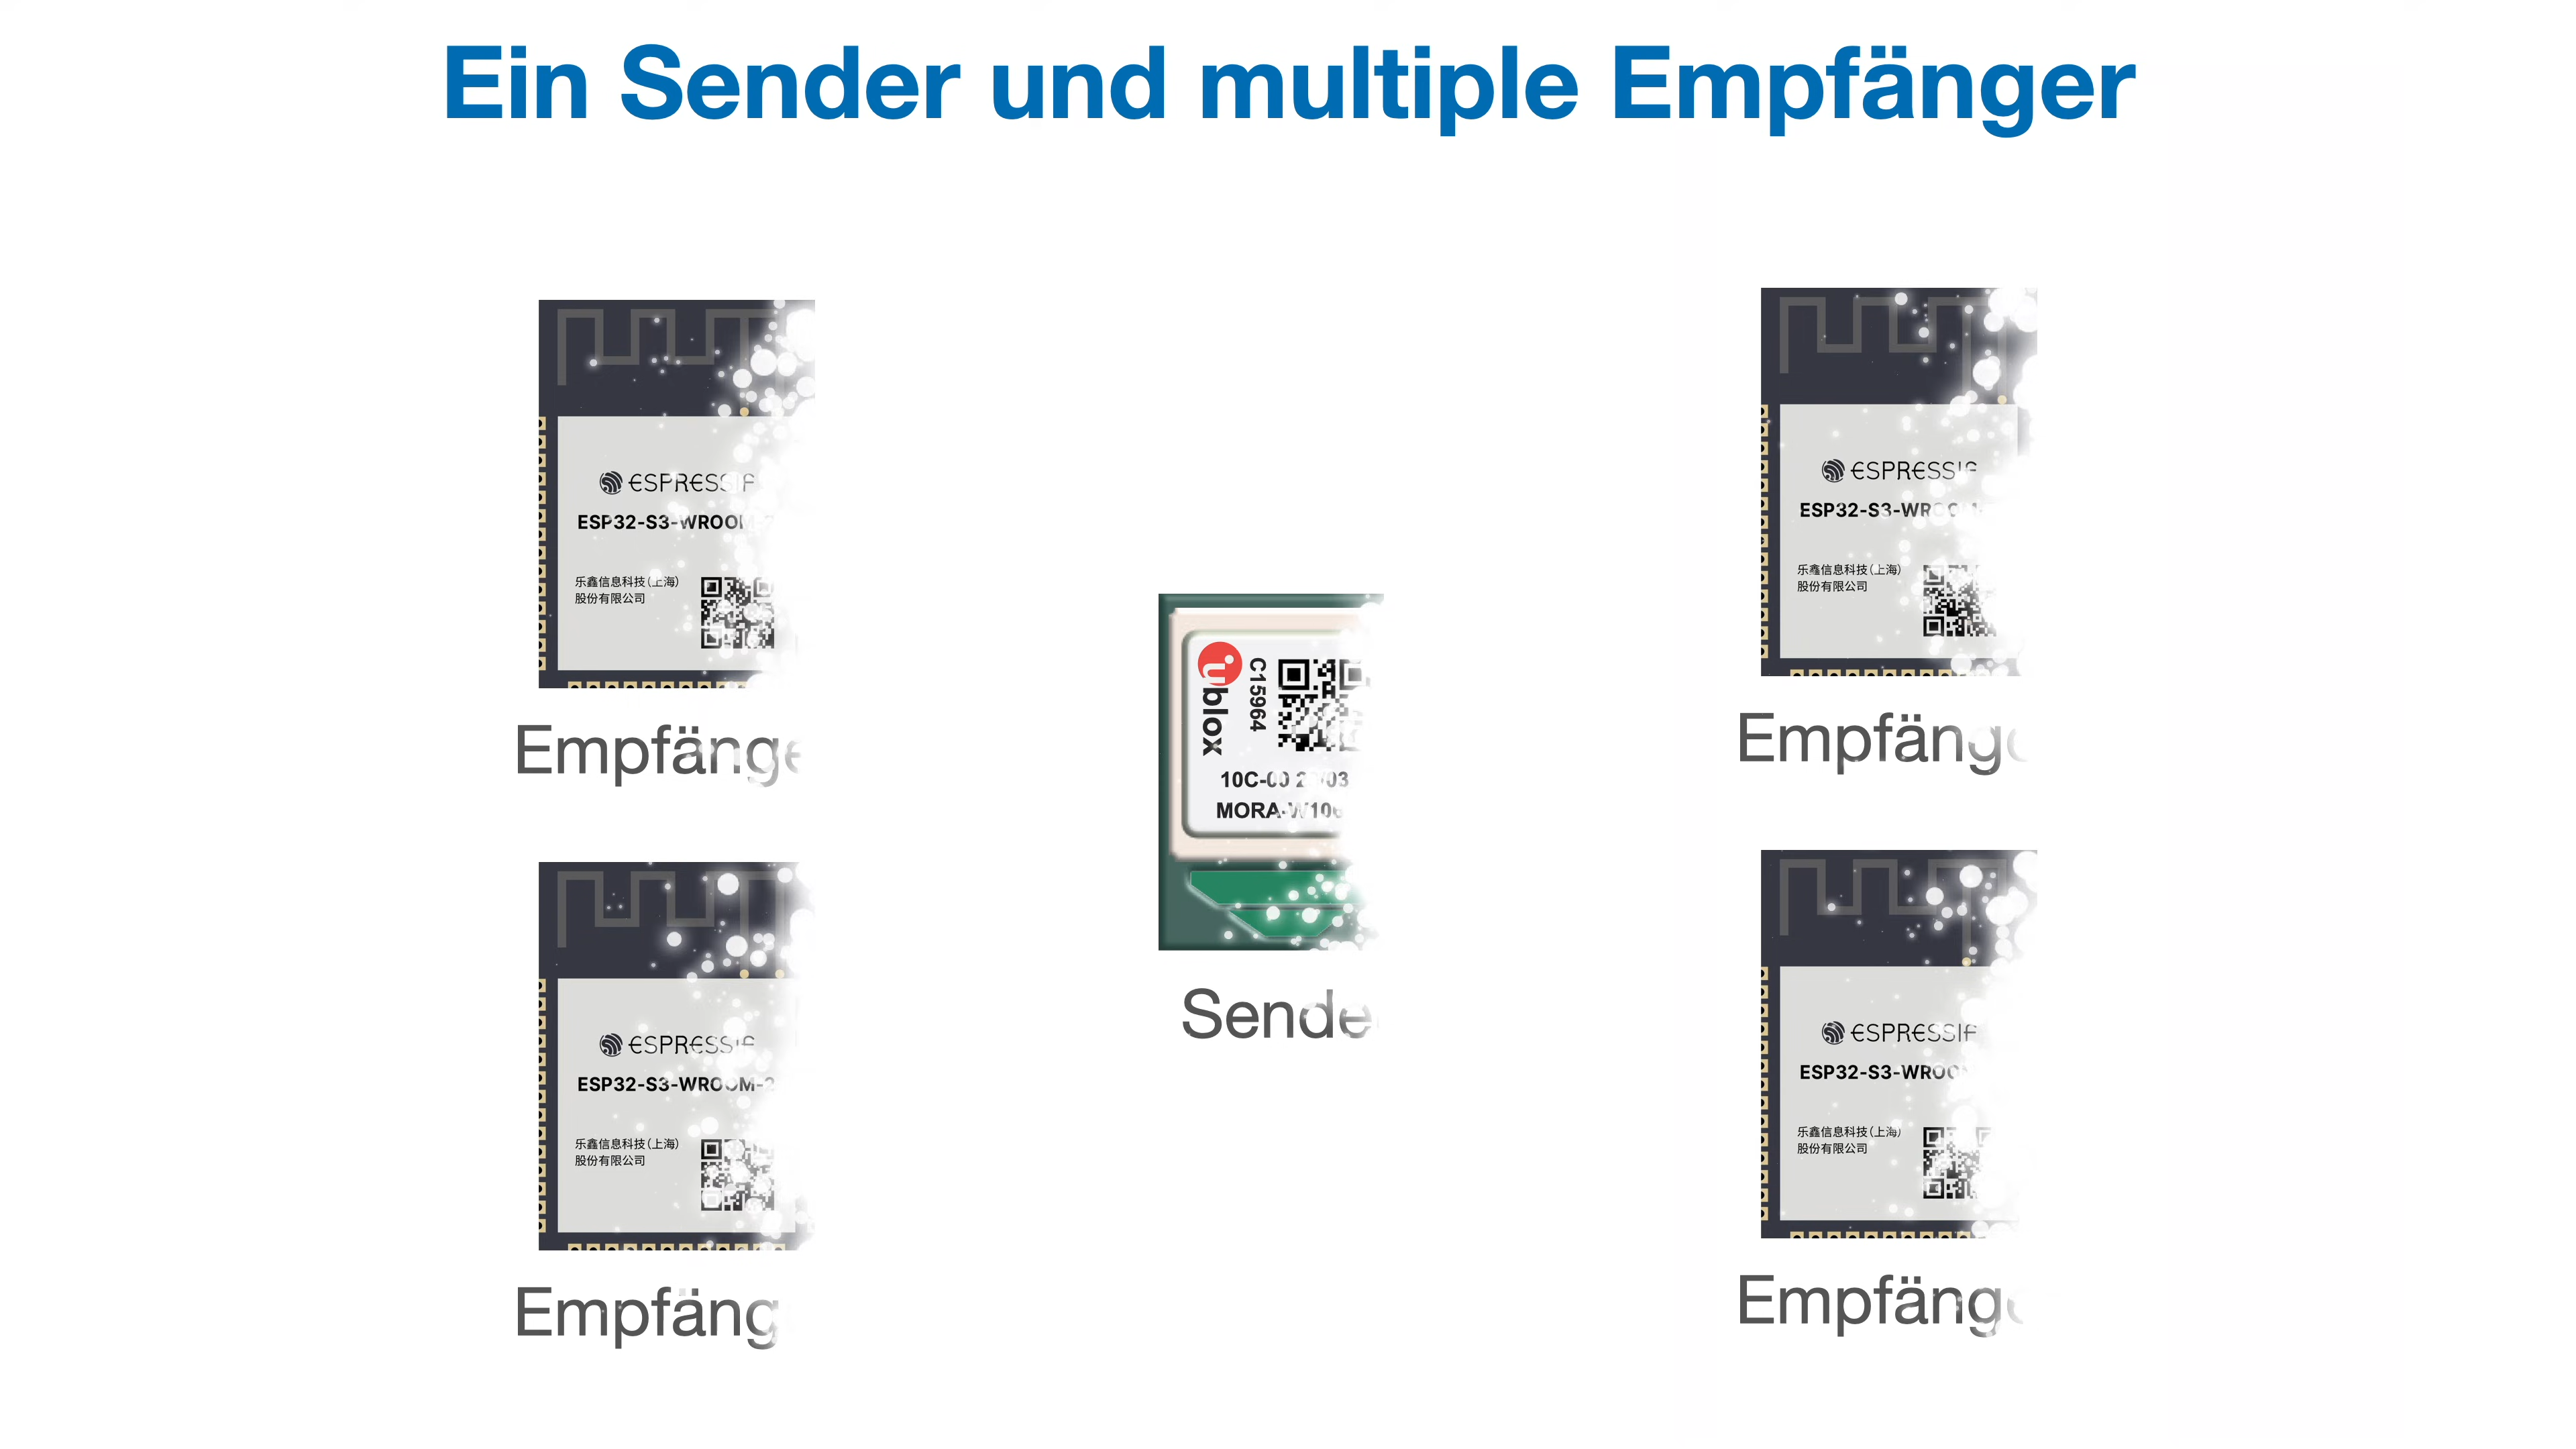 Ein Sender und multiple Empfänger
ESPRESSIF
ESP32-S3-WROOM-2
乐鑫信息科技(上海)
股份有限公司
Empfänge
ESPRESSIF
ESP32-S3-WROOM-2
乐鑫信息科技(上海)
股份有限公司
Empfäng
ublox
C15964
10C-00
MORA-W106
Sende
ESPRESSIF
乐鑫信息科技(上海)
股份有限公司
Empfäng
ESPRESSIF
ESP32-S3-WROO
乐鑫信息科技(上海)
股份有限公司
Empfäng